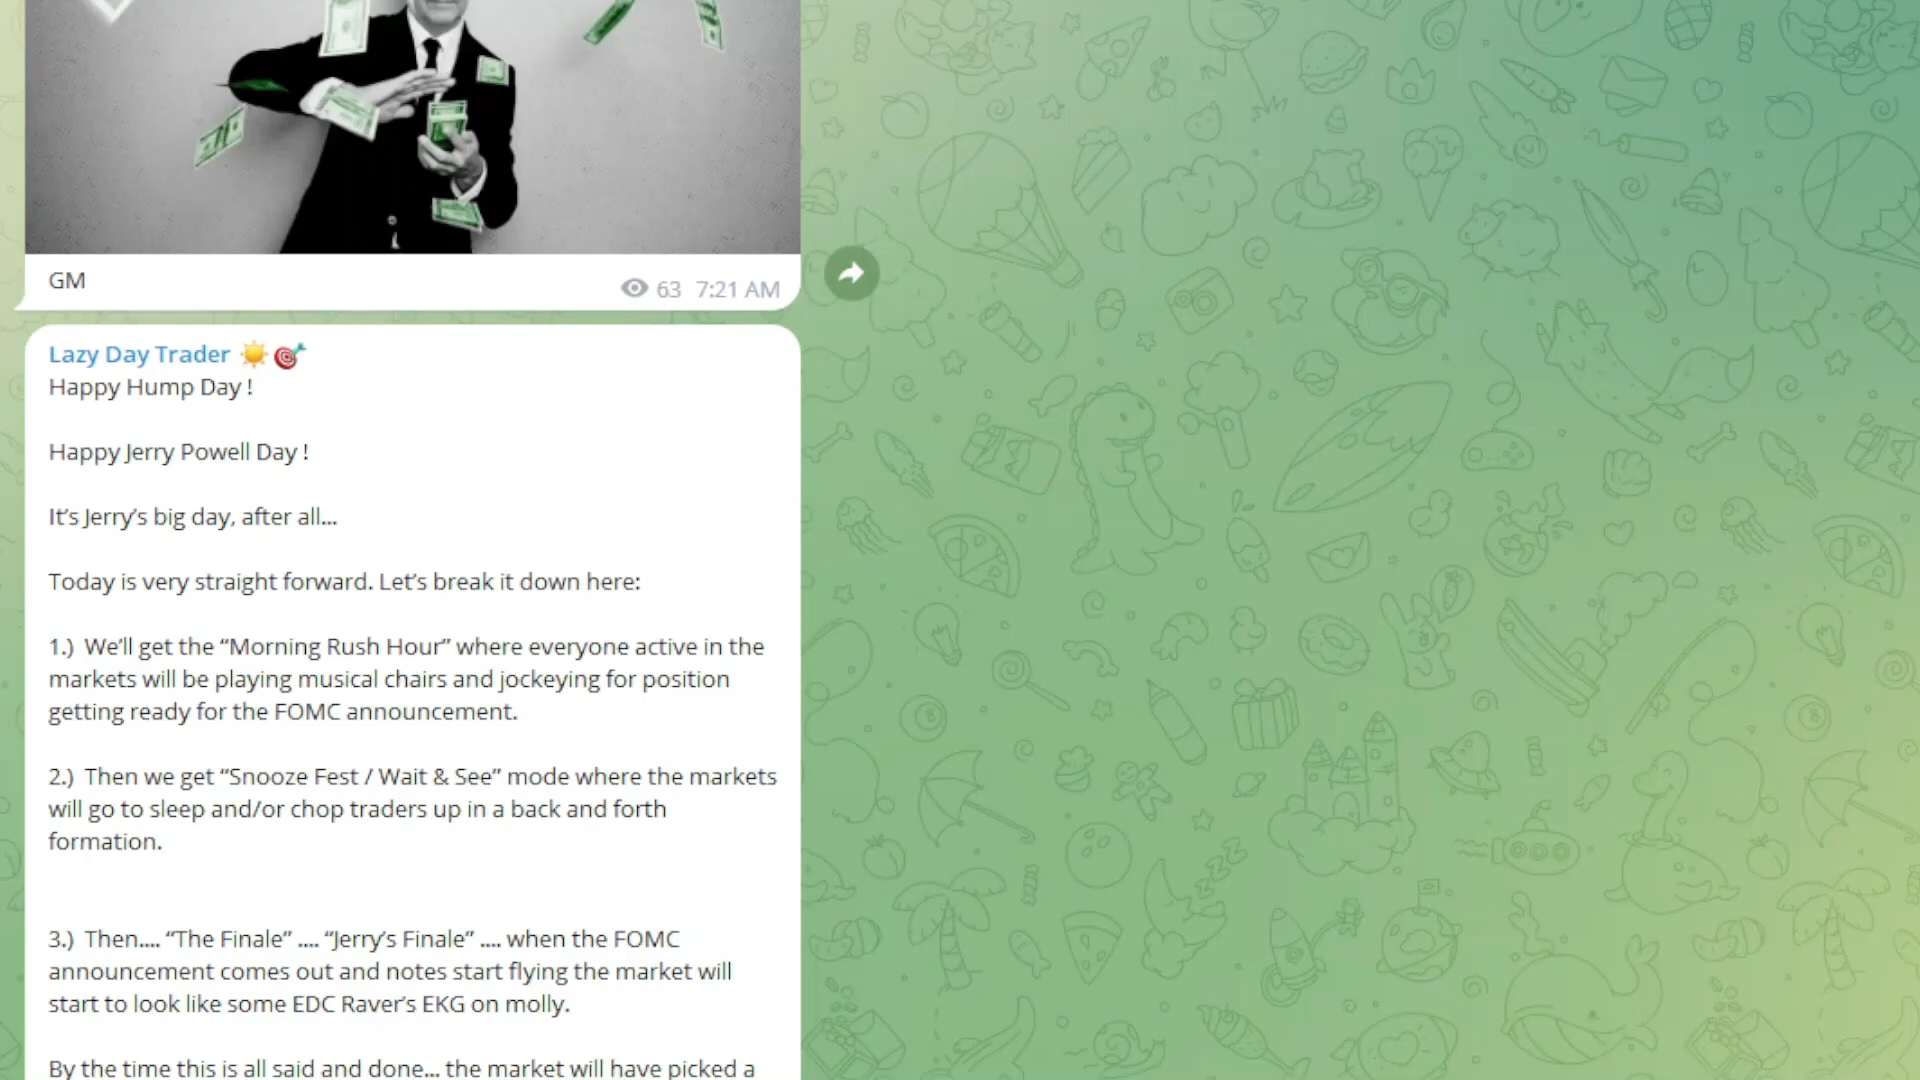 GM
63 7:21 AM
Lazy Day Trader ☀️🎯
Happy Hump Day !
Happy Jerry Powell Day !
It’s Jerry’s big day, after all...
Today is very straight forward. Let’s break it down here:
1.) We’ll get the “Morning Rush Hour” where everyone active in the
markets will be playing musical chairs and jockeying for position
getting ready for the FOMC announcement.
2.) Then we get “Snooze Fest / Wait & See” mode where the markets
will go to sleep and/or chop traders up in a back and forth
formation.
3.) Then.... “The Finale” .... “Jerry’s Finale” .... when the FOMC
announcement comes out and notes start flying the market will
start to look like some EDC Raver’s EKG on molly.
By the time this is all said and done... the market will have picked a